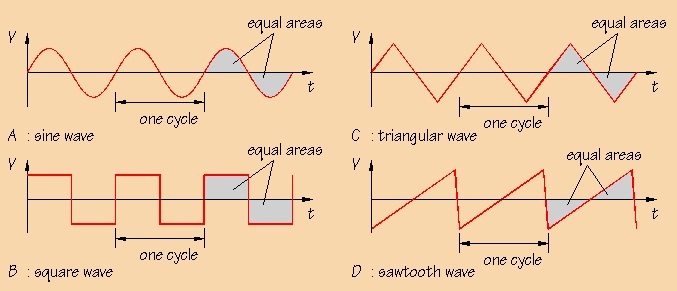 V
equal areas
t
one cycle
A : sine wave
V
equal areas
t
one cycle
C : triangular wave
V
equal areas
t
one cycle
B : square wave
V
equal areas
t
one cycle
D : sawtooth wave